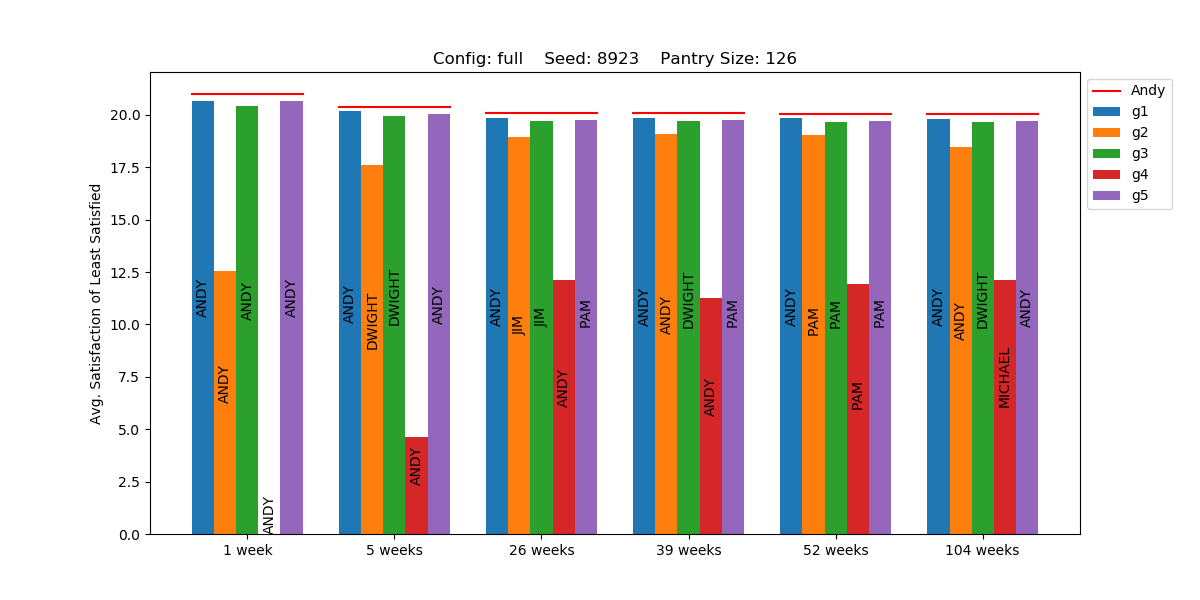 Config: full    Seed: 8923    Pantry Size: 126
Avg. Satisfaction of Least Satisfied
20.0
17.5
15.0
12.5
10.0
7.5
5.0
2.5
0.0
ANDY
ANDY
ANDY
ANDY
ANDY
ANDY
DWIGHT
DWIGHT
ANDY
ANDY
ANDY
JIM
JIM
ANDY
PAM
ANDY
ANDY
DWIGHT
ANDY
PAM
ANDY
PAM
PAM
PAM
PAM
ANDY
ANDY
DWIGHT
MICHAEL
ANDY
1 week
5 weeks
26 weeks
39 weeks
52 weeks
104 weeks
Andy
g1
g2
g3
g4
g5